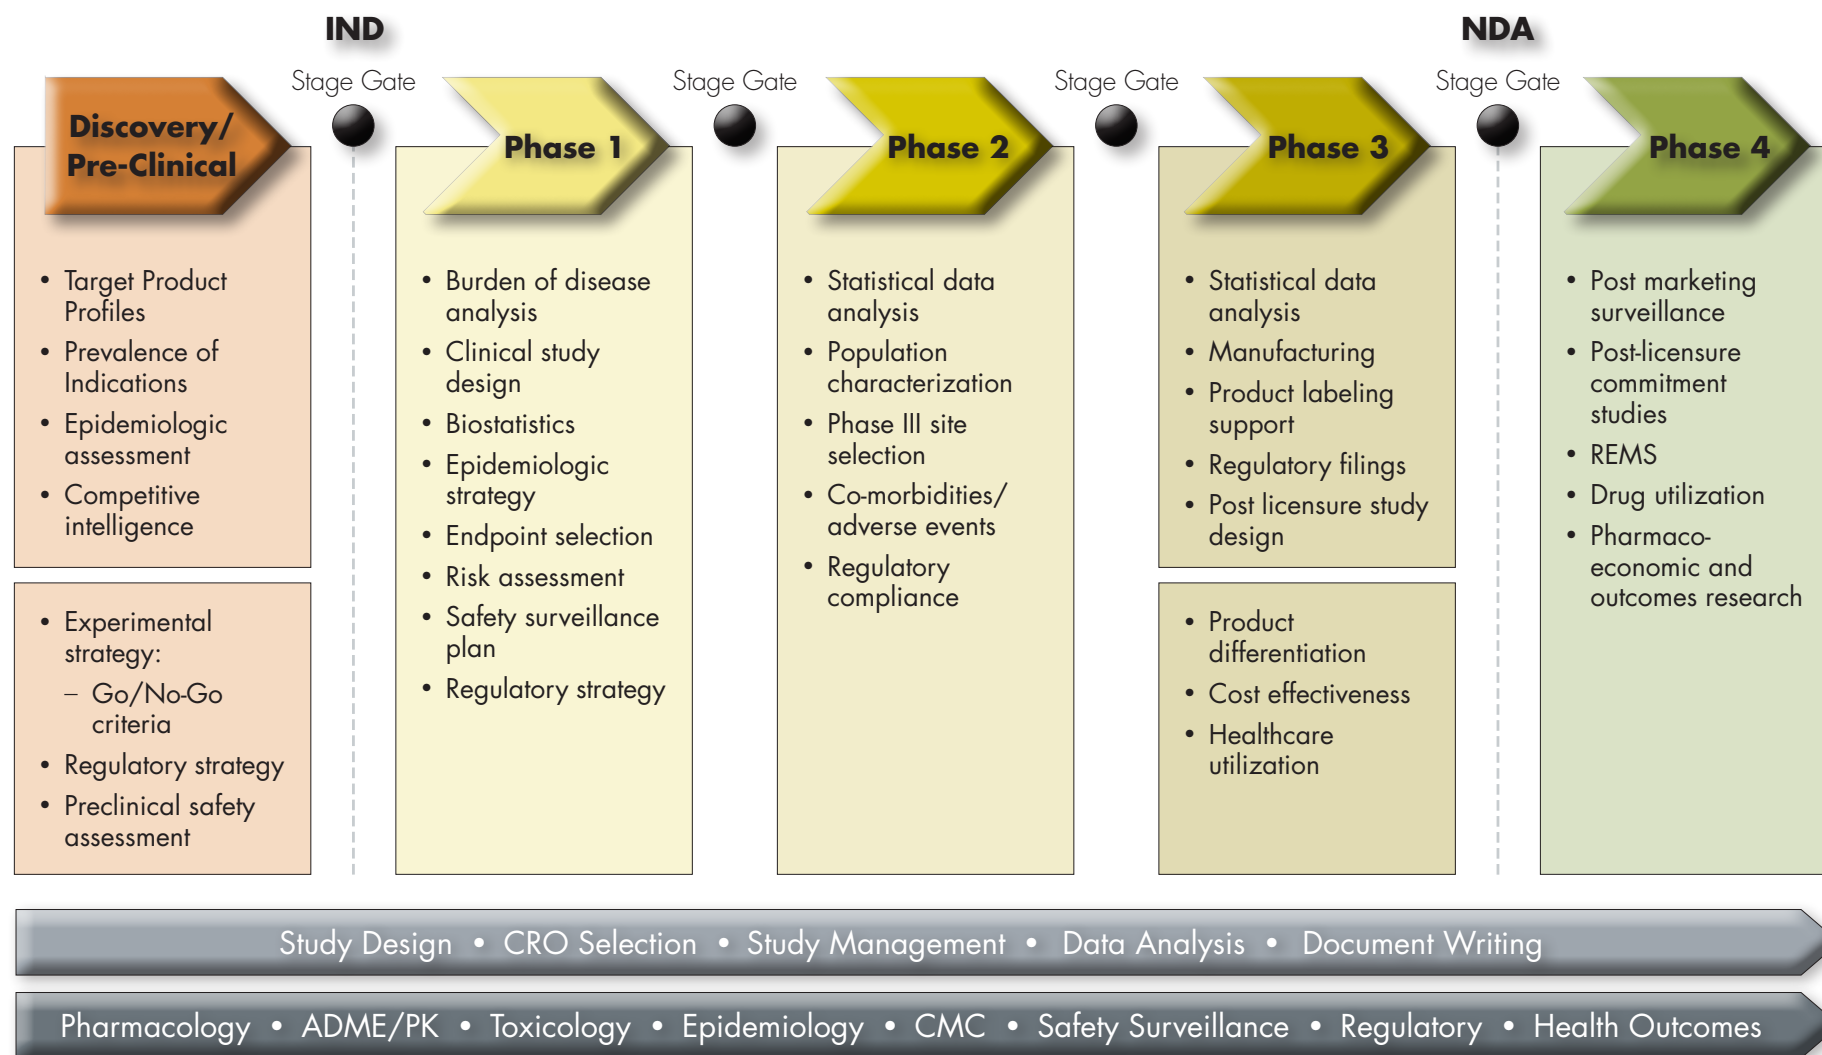 IND
NDA
Stage Gate
Stage Gate
Stage Gate
Stage Gate
Discovery/
Pre-Clinical
• Target Product
Profiles
• Prevalence of
Indications
• Epidemiologic
assessment
• Competitive
intelligence
• Experimental
strategy:
– Go/No-Go
criteria
• Regulatory strategy
• Preclinical safety
assessment
Phase 1
• Burden of disease
analysis
• Clinical study
design
• Biostatistics
• Epidemiologic
strategy
• Endpoint selection
• Risk assessment
• Safety surveillance
plan
• Regulatory strategy
Phase 2
• Statistical data
analysis
• Population
characterization
• Phase III site
selection
• Co-morbidities/
adverse events
• Regulatory
compliance
Phase 3
• Statistical data
analysis
• Manufacturing
• Product labeling
support
• Regulatory filings
• Post licensure study
design
• Product
differentiation
• Cost effectiveness
• Healthcare
utilization
Phase 4
• Post marketing
surveillance
• Post-licensure
commitment
studies
• REMS
• Drug utilization
• Pharmaco-
economic and
outcomes research
Study Design • CRO Selection • Study Management • Data Analysis • Document Writing
Pharmacology • ADME/PK • Toxicology • Epidemiology • CMC • Safety Surveillance • Regulatory • Health Outcomes